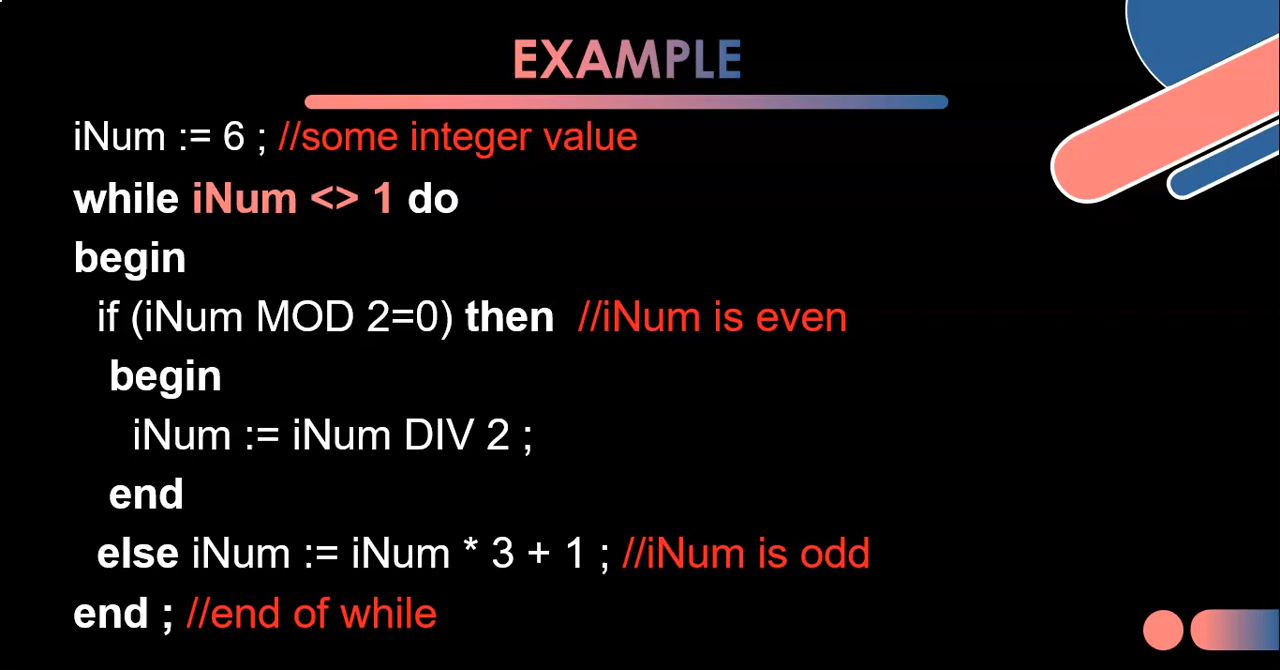 EXAMPLE
iNum := 6 ; //some integer value
while iNum <> 1 do
begin
if (iNum MOD 2=0) then //iNum is even
begin
iNum := iNum DIV 2 ;
end
else iNum := iNum * 3 + 1 ; //iNum is odd
end ; //end of while